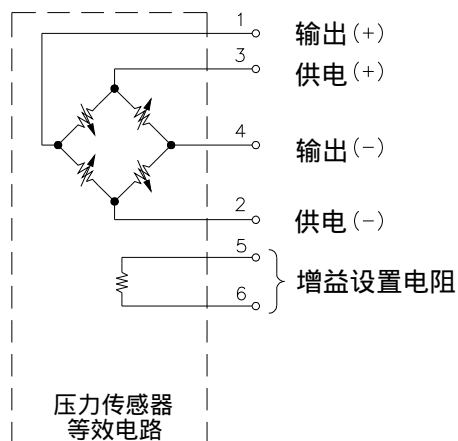 1
输出(+)
3
供电(+)
4
输出(-)
2
供电(-)
5
增益设置电阻
6
压力传感器
等效电路